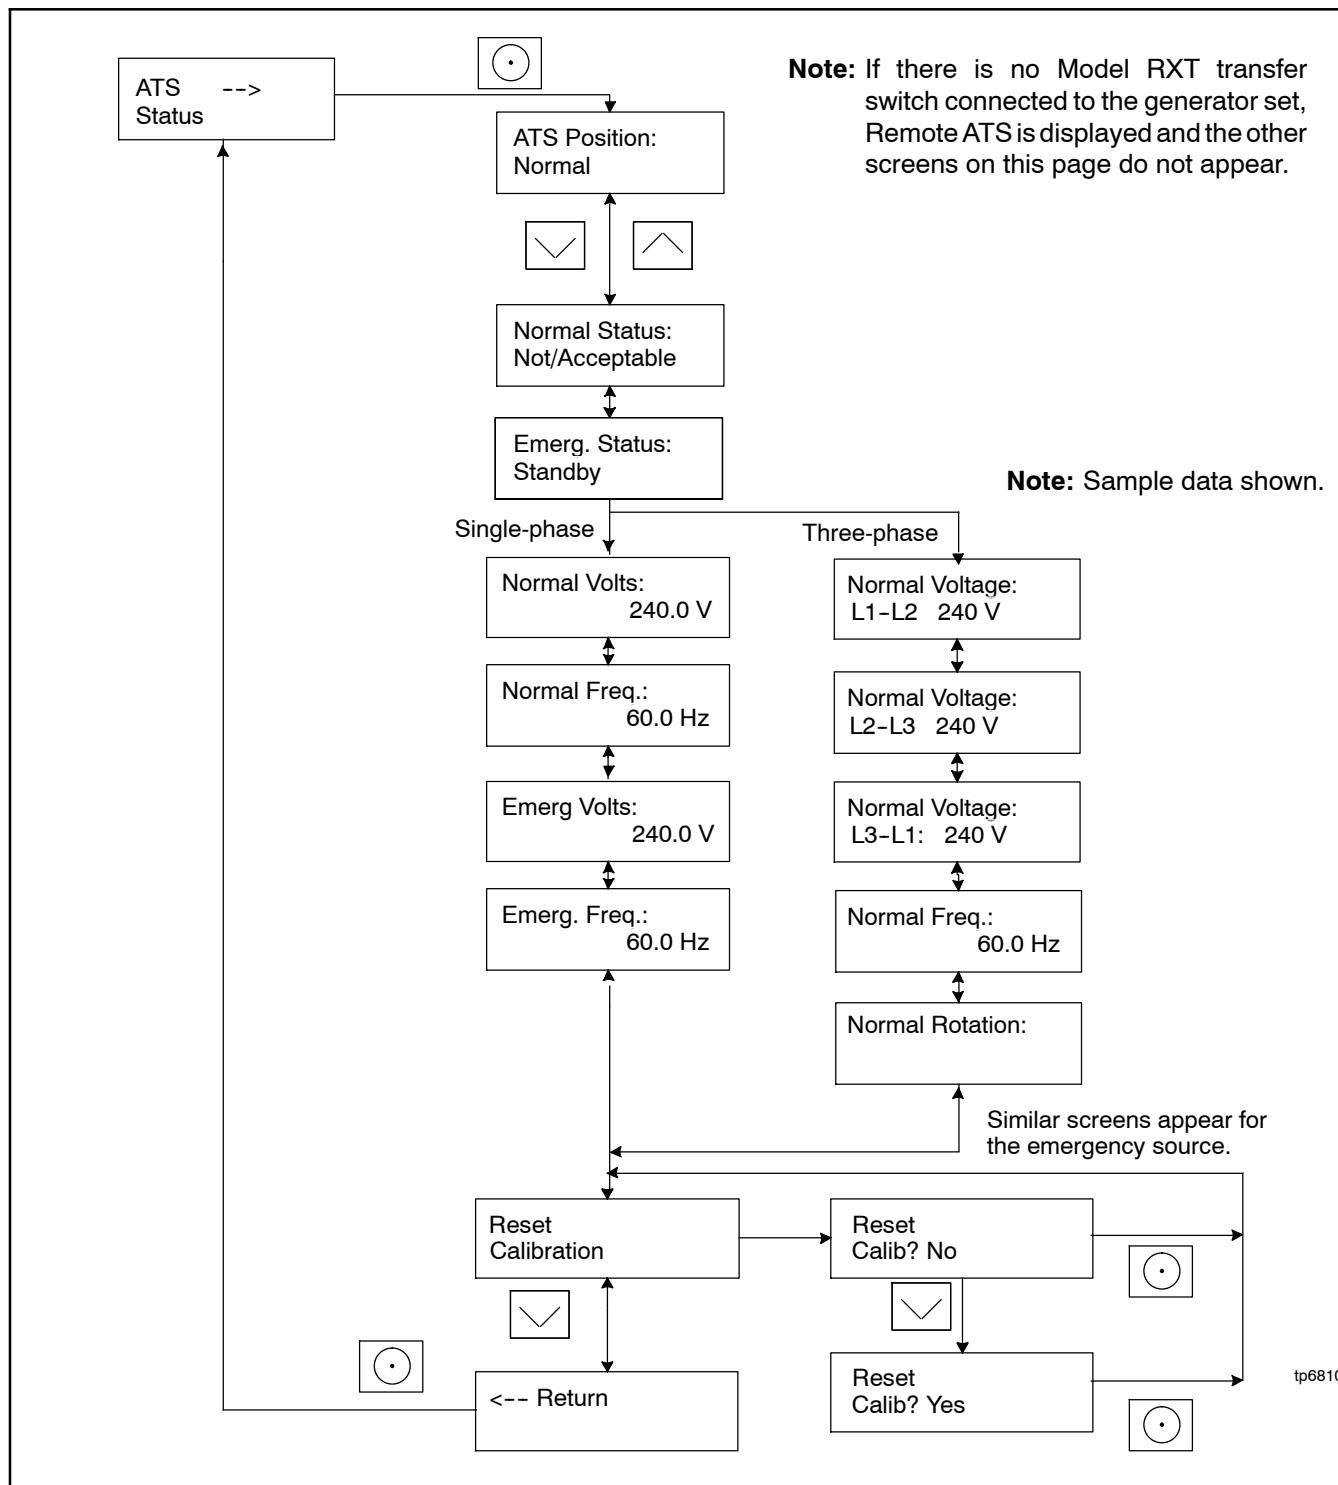 ATS -->
Status
Note: If there is no Model RXT transfer
switch connected to the generator set,
Remote ATS is displayed and the other
screens on this page do not appear.
ATS Position:
Normal
Normal Status:
Not/Acceptable
Emerg. Status:
Standby
Note: Sample data shown.
Single-phase
Three-phase
Normal Volts:
240.0 V
Normal Freq.:
60.0 Hz
Emerg Volts:
240.0 V
Emerg. Freq.:
60.0 Hz
Normal Voltage:
L1-L2 240 V
Normal Voltage:
L2-L3 240 V
Normal Voltage:
L3-L1: 240 V
Normal Freq.:
60.0 Hz
Normal Rotation:
Similar screens appear for
the emergency source.
Reset
Calibration
Reset
Calib? No
<-- Return
Reset
Calib? Yes
tp6810